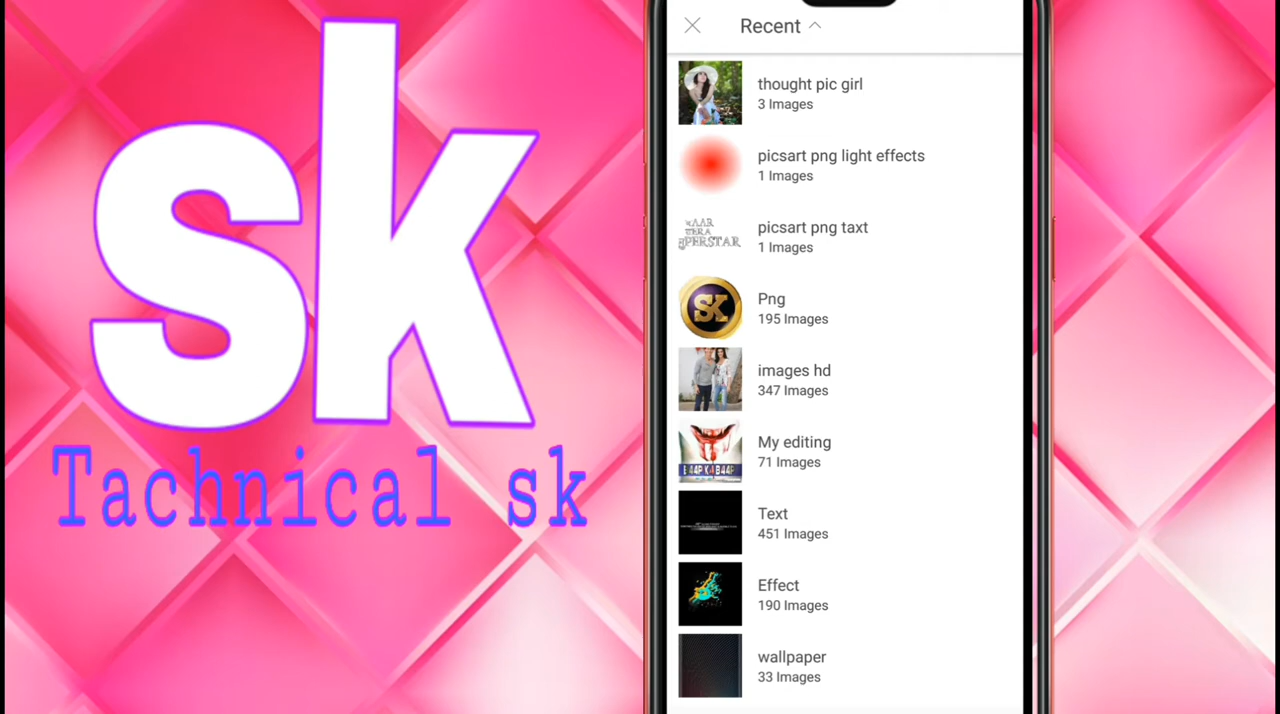 sk
Tachnical sk
Recent
thought pic girl
3 Images
picsart png light effects
1 Images
picsart png taxt
1 Images
Png
195 Images
SK
images hd
347 Images
My editing
71 Images
Text
451 Images
Effect
190 Images
wallpaper
33 Images